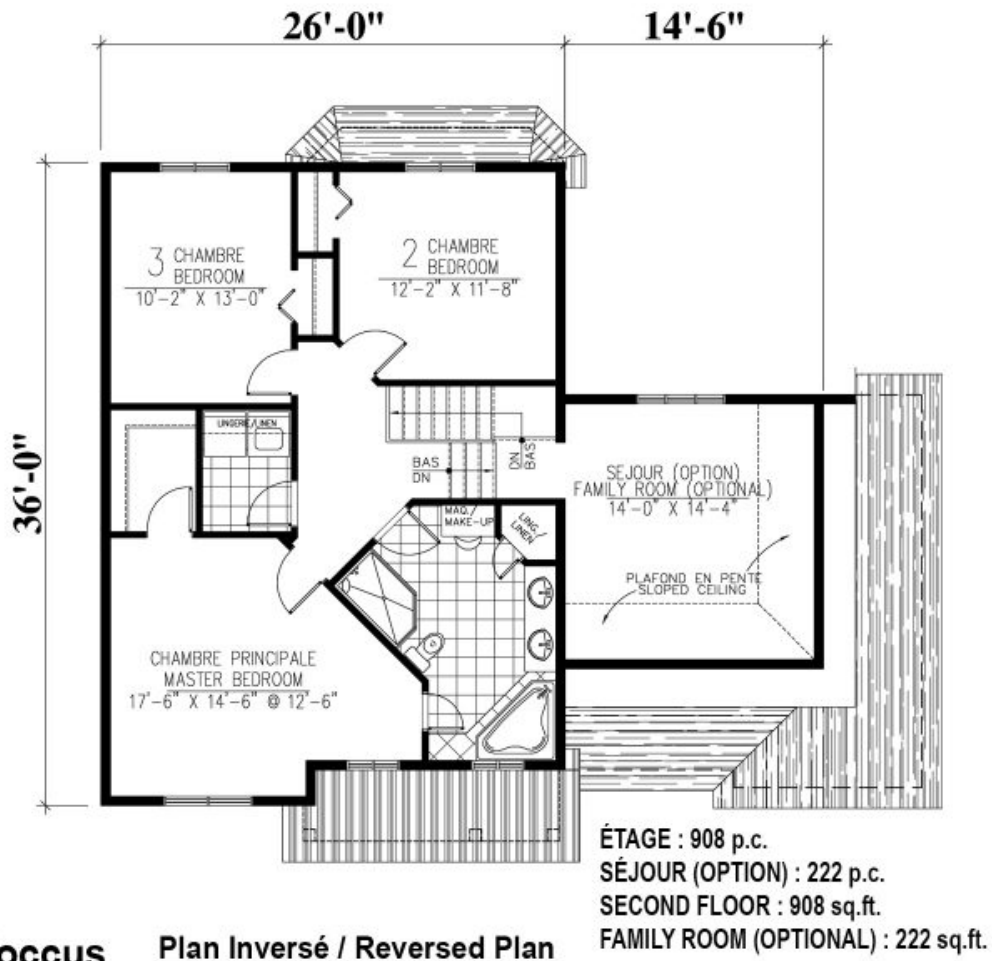 26'-0"
14'-6"
36'-0"
3 CHAMBRE
BEDROOM
10'-2" X 13'-0"
2 CHAMBRE
BEDROOM
12'-2" X 11'-8"
LINGERIE/LINEN
BAS
DN
DN
BAS
SEJOUR (OPTION)
FAMILY ROOM (OPTIONAL)
14'-0" X 14'-4"
MAQ./
MAKE-UP
LING./
LINEN
PLAFOND EN PENTE
SLOPED CEILING
CHAMBRE PRINCIPALE
MASTER BEDROOM
17'-6" X 14'-6" @ 12'-6"
ÉTAGE : 908 p.c.
SÉJOUR (OPTION) : 222 p.c.
SECOND FLOOR : 908 sq.ft.
FAMILY ROOM (OPTIONAL) : 222 sq.ft.
occus
Plan Inversé / Reversed Plan